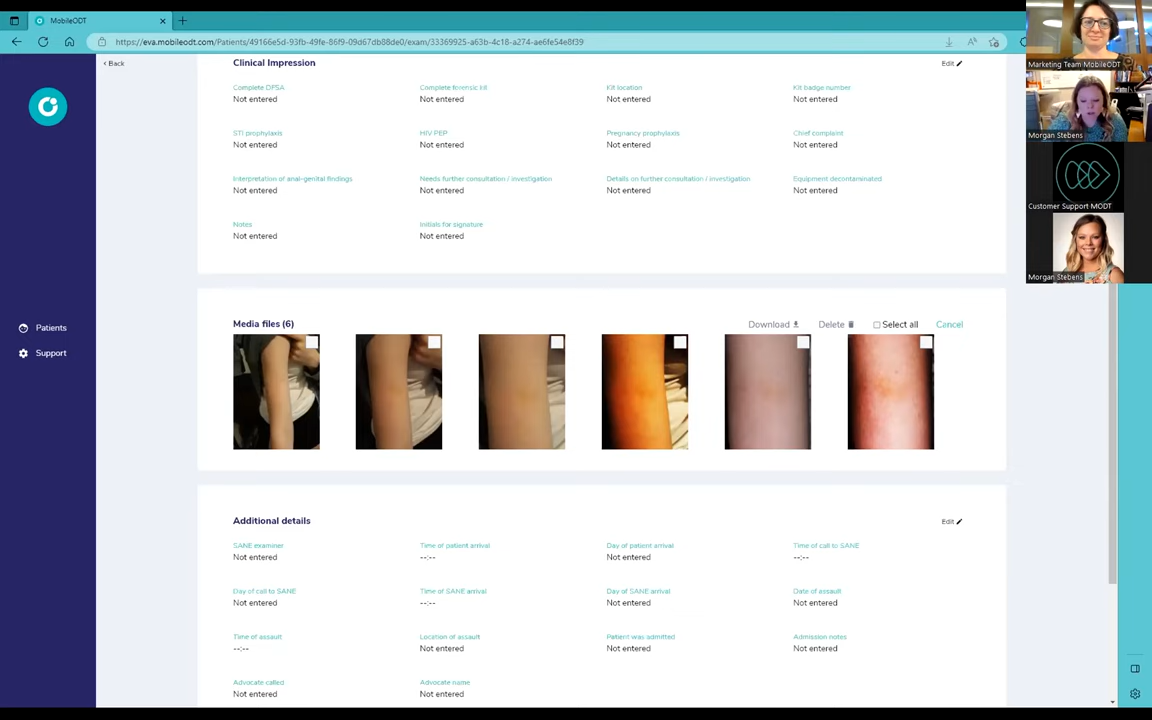 MobileODT
https://eva.mobileodt.com/Patients/49166e5d-93fb-49fe-86f9-09d67db88de0/exam/33369925-a63b-4c18-a274-ae6fe54e8f39
< Back
Clinical Impression
Edit
Complete DFSA
Complete forensic kit
Kit location
Kit badge number
Not entered
Not entered
Not entered
Not entered
STI prophylaxis
HIV PEP
Pregnancy prophylaxis
Chief complaint
Not entered
Not entered
Not entered
Not entered
Interpretation of anal-genital findings
Needs further consultation / investigation
Details on further consultation / investigation
Equipment decontaminated
Not entered
Not entered
Not entered
Not entered
Notes
Initials for signature
Not entered
Not entered
Patients
Support
Media files (6)
Download
Delete
Select all
Cancel
Additional details
Edit
SANE examiner
Time of patient arrival
Day of patient arrival
Time of call to SANE
Not entered
--:--
Not entered
--:--
Day of call to SANE
Time of SANE arrival
Day of SANE arrival
Date of assault
Not entered
--:--
Not entered
Not entered
Time of assault
Location of assault
Patient was admitted
Admission notes
--:--
Not entered
Not entered
Not entered
Advocate called
Advocate name
Not entered
Not entered
Marketing Team MobileODT
Morgan Stebens
Customer Support MODT
Morgan Stebens